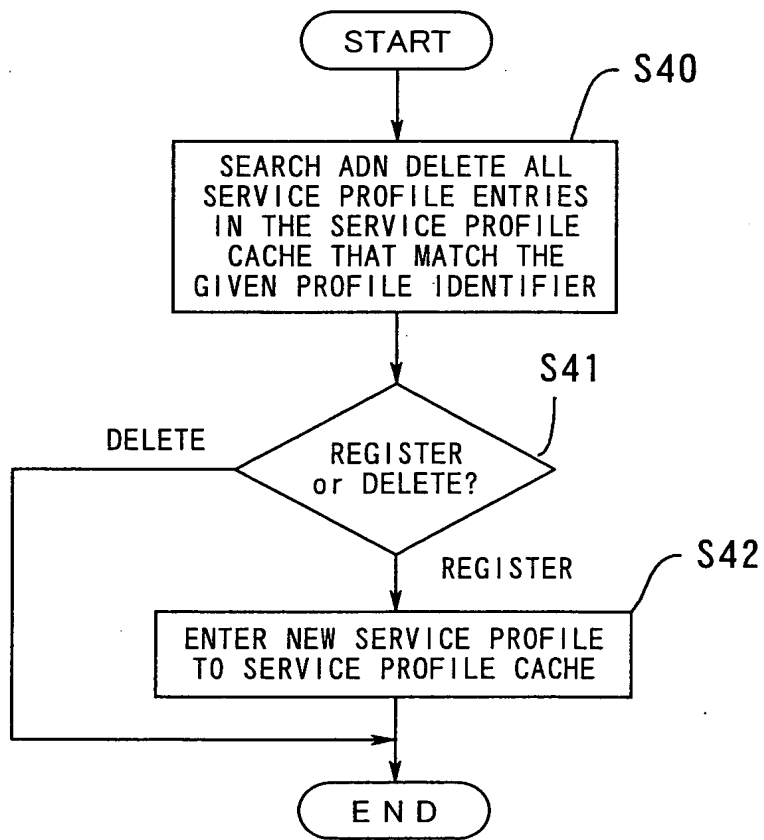 START
S40
SEARCH ADN DELETE ALL
SERVICE PROFILE ENTRIES
IN THE SERVICE PROFILE
CACHE THAT MATCH THE
GIVEN PROFILE IDENTIFIER
S41
DELETE
REGISTER
or DELETE?
REGISTER
S42
ENTER NEW SERVICE PROFILE
TO SERVICE PROFILE CACHE
END